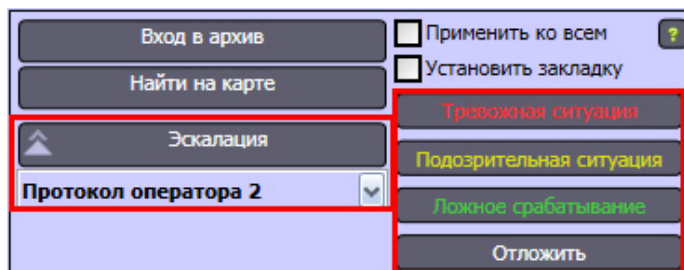 Вход в архив
Найти на карте
Эскалация
Протокол оператора 2
Применить ко всем
?
Установить закладку
Тревожная ситуация
Подозрительная ситуация
Ложное срабатывание
Отложить